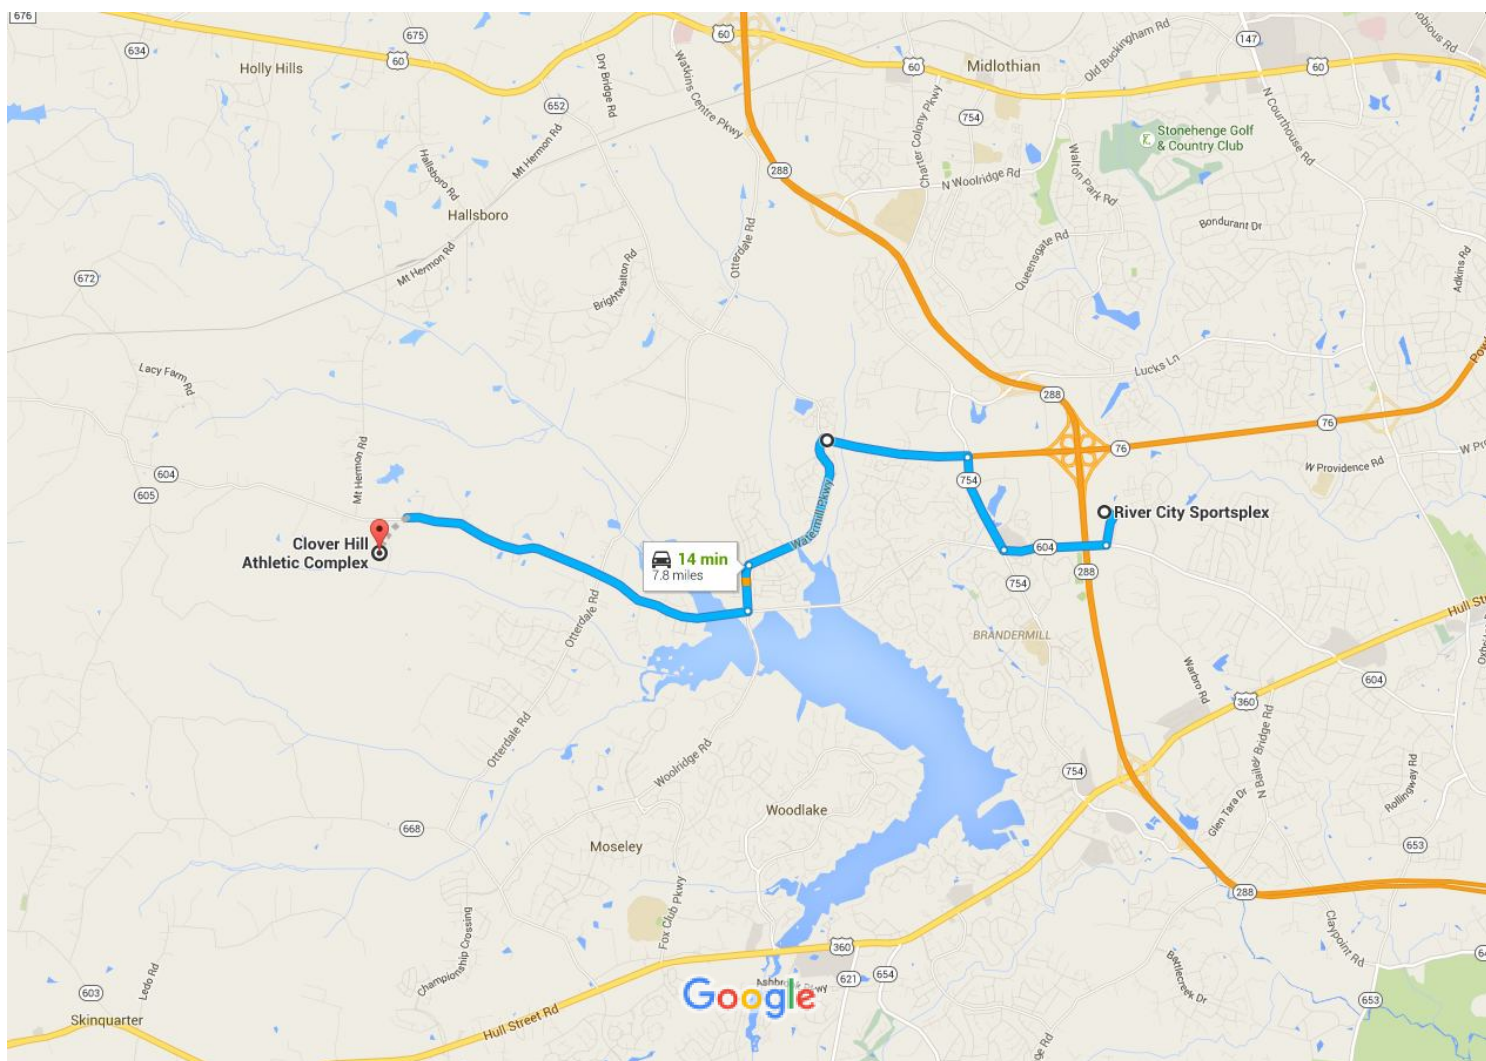 676
634
675
60
Holly Hills
652
Dry Bridge Rd
Watkins Centre Pkwy
60
60
Midlothian
Old Buckingham Rd
147
60
N Courthouse Rd
754
Stonehenge Golf
& Country Club
Charter Colony Pkwy
N Woolridge Rd
Walton Park Rd
Mt Hermon Rd
Hallsboro Rd
Hallsboro
288
Otterdale Rd
Bondurant Dr
Queensgate Rd
Adkins Rd
Mt Hermon Rd
672
Brightwalton Rd
Lacy Farm Rd
Lucks Ln
288
76
76
W Providence Rd
604
605
Mt Hermon Rd
754
Watermill Pkwy
River City Sportsplex
Clover Hill
Athletic Complex
14 min
7.8 miles
604
754
288
Otterdale Rd
BRANDERMILL
Hull Stre
Warbro Rd
604
360
Otterdale Rd
Woolridge Rd
N Bailey Bridge Rd
754
Rollingway Rd
Glen Tara Dr
Woodlake
668
Moseley
653
288
Fox Club Pkwy
Championship Crossing
Claypoint Rd
360
621
654
Battlecreek Dr
603
Ledo Rd
Skinquarter
Hull Street Rd
Google
653